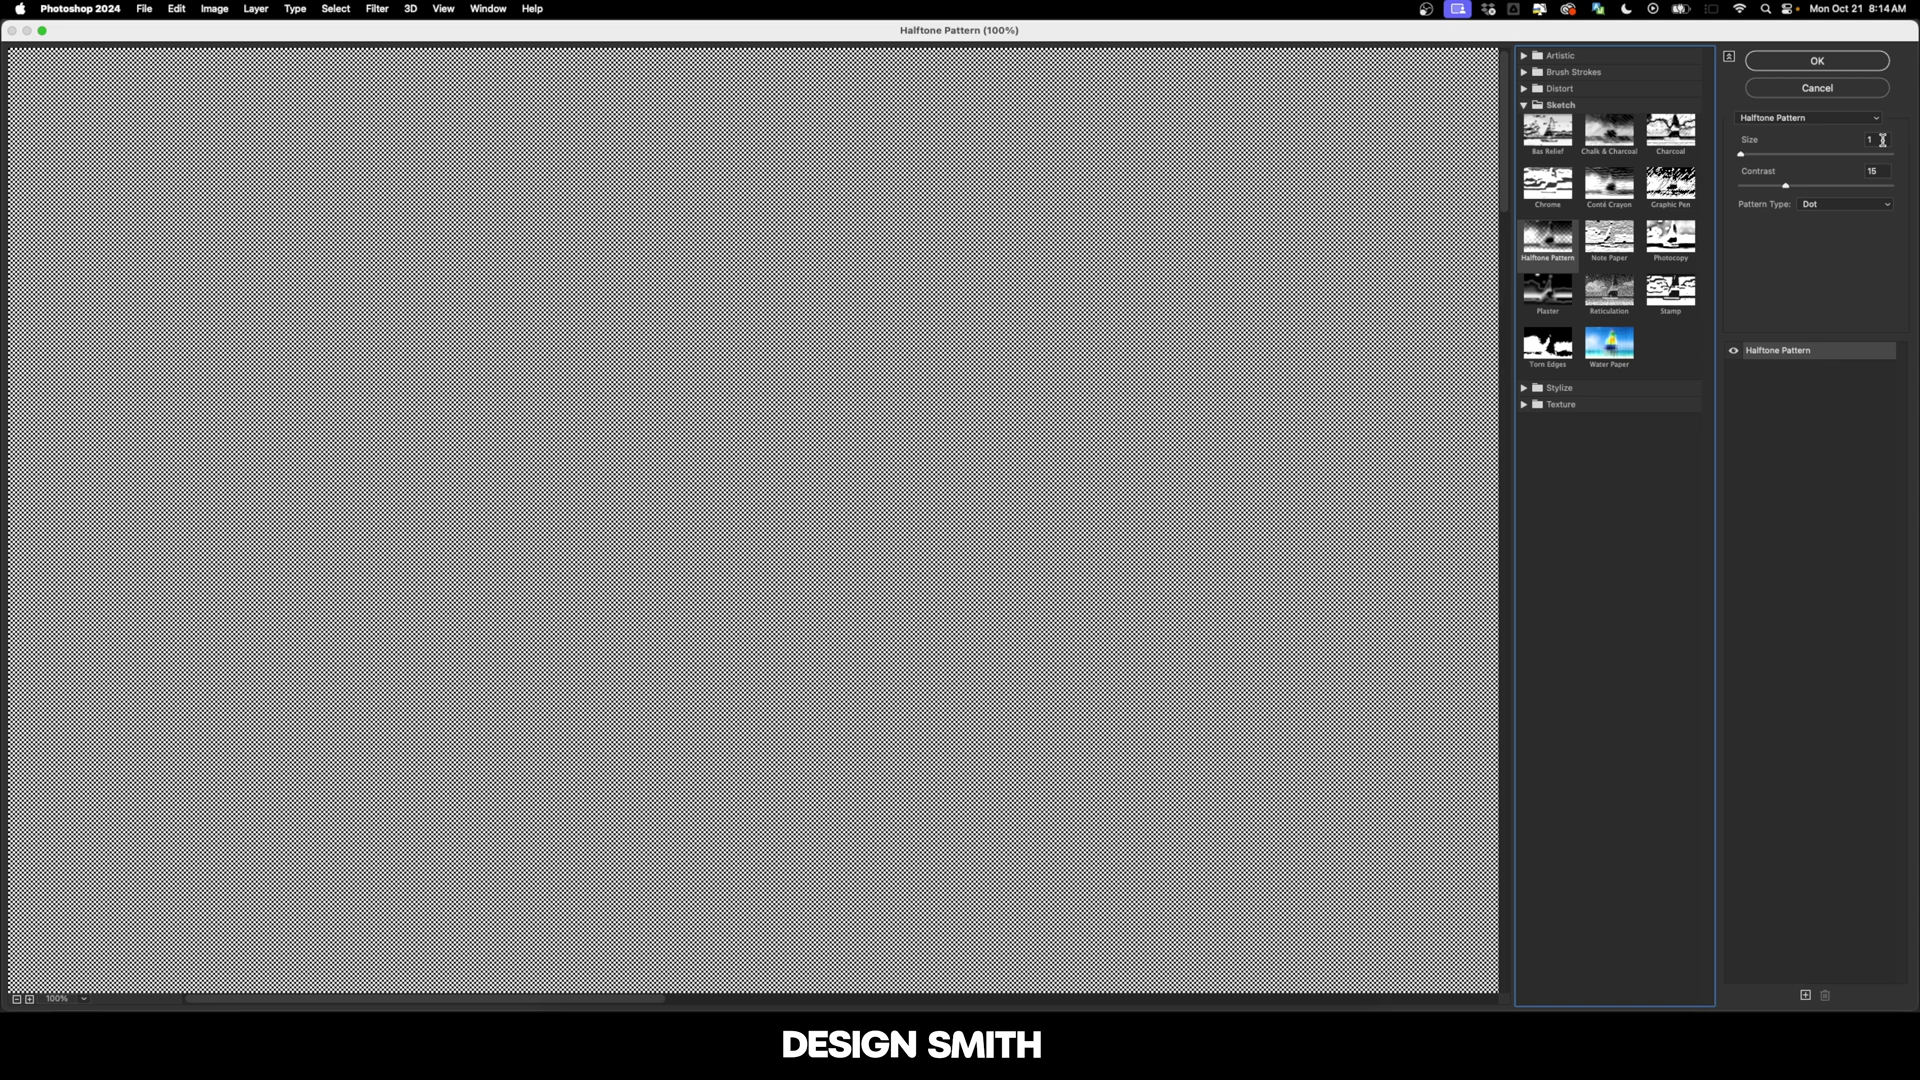 Photoshop 2024 File Edit Image Layer Type Select Filter 3D View Window Help Mon Oct 21 8:14 AM
Halftone Pattern (100%)
Artistic
Brush Strokes
Distort
Sketch
Bas Relief Chalk & Charcoal Charcoal
Chrome Conté Crayon Graphic Pen
Halftone Pattern Note Paper Photocopy
Plaster Reticulation Stamp
Torn Edges Water Paper
Stylize
Texture
OK
Cancel
Halftone Pattern
Size 1
Contrast 15
Pattern Type: Dot
Halftone Pattern
100%
DESIGN SMITH